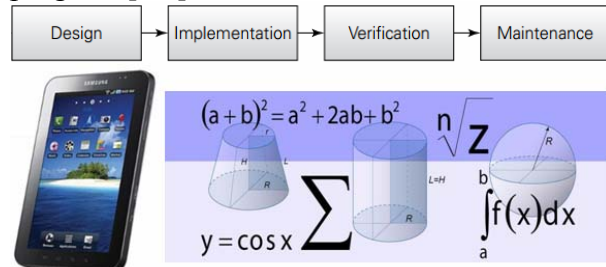 Design Implementation Verification Maintenance
SAMSUNG
(a + b)² = a² + 2ab + b²
n√z
r
H L
R
L=H
R
R
y = cos x ∑
b
∫f(x)dx
a